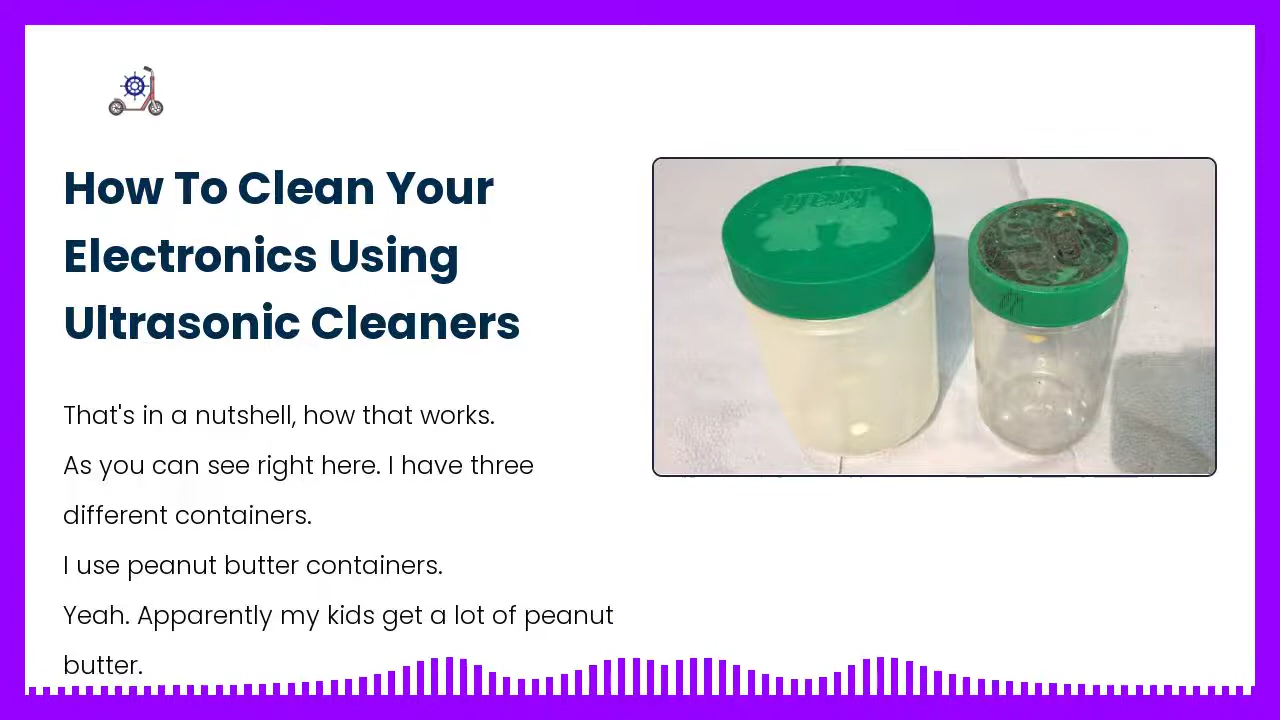 How To Clean Your
Electronics Using
Ultrasonic Cleaners
That's in a nutshell, how that works.
As you can see right here. I have three
different containers.
I use peanut butter containers.
Yeah. Apparently my kids get a lot of peanut
butter.
Kraft